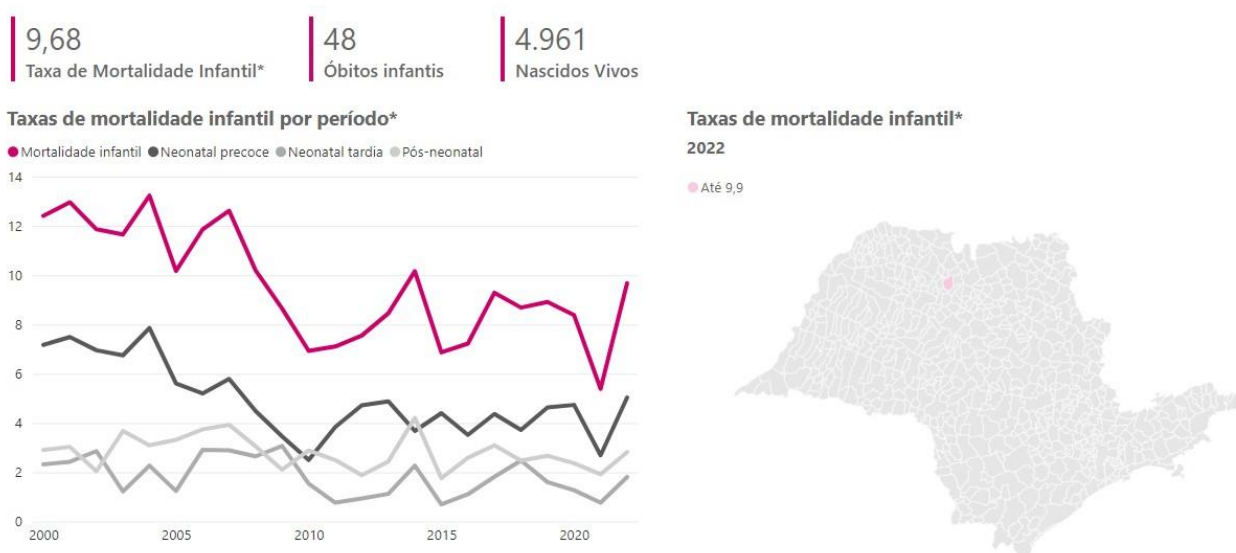 9,68
Taxa de Mortalidade Infantil*
48
Óbitos infantis
4.961
Nascidos Vivos
Taxas de mortalidade infantil por período*
Mortalidade infantil Neonatal precoce Neonatal tardia Pós-neonatal
14
12
10
8
6
4
2
0
2000 2005 2010 2015 2020
Taxas de mortalidade infantil*
2022
Até 9,9